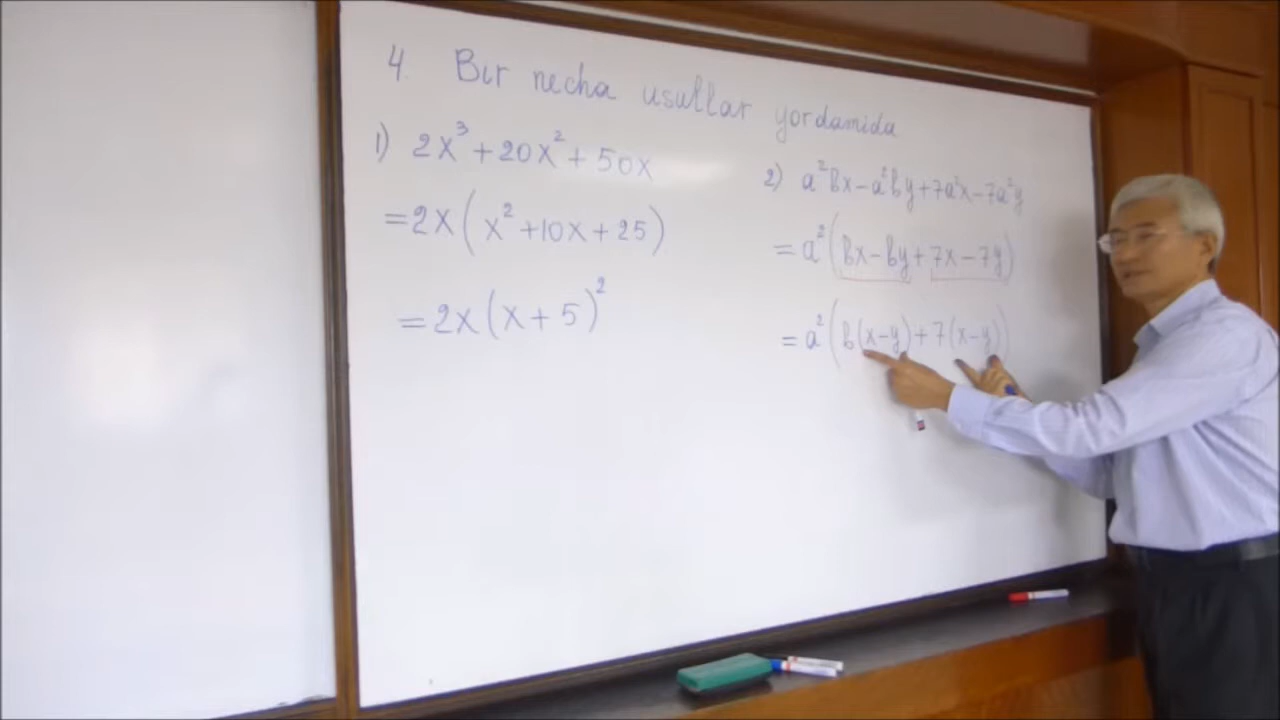 4. Bir necha usullar yordamida
1) 2x³ + 20x² + 50x
= 2x(x² + 10x + 25)
= 2x(x + 5)²
2) a²bx - a²by + 7a²x - 7a²y
= a²(bx - by + 7x - 7y)
= a²(b(x - y) + 7(x - y))